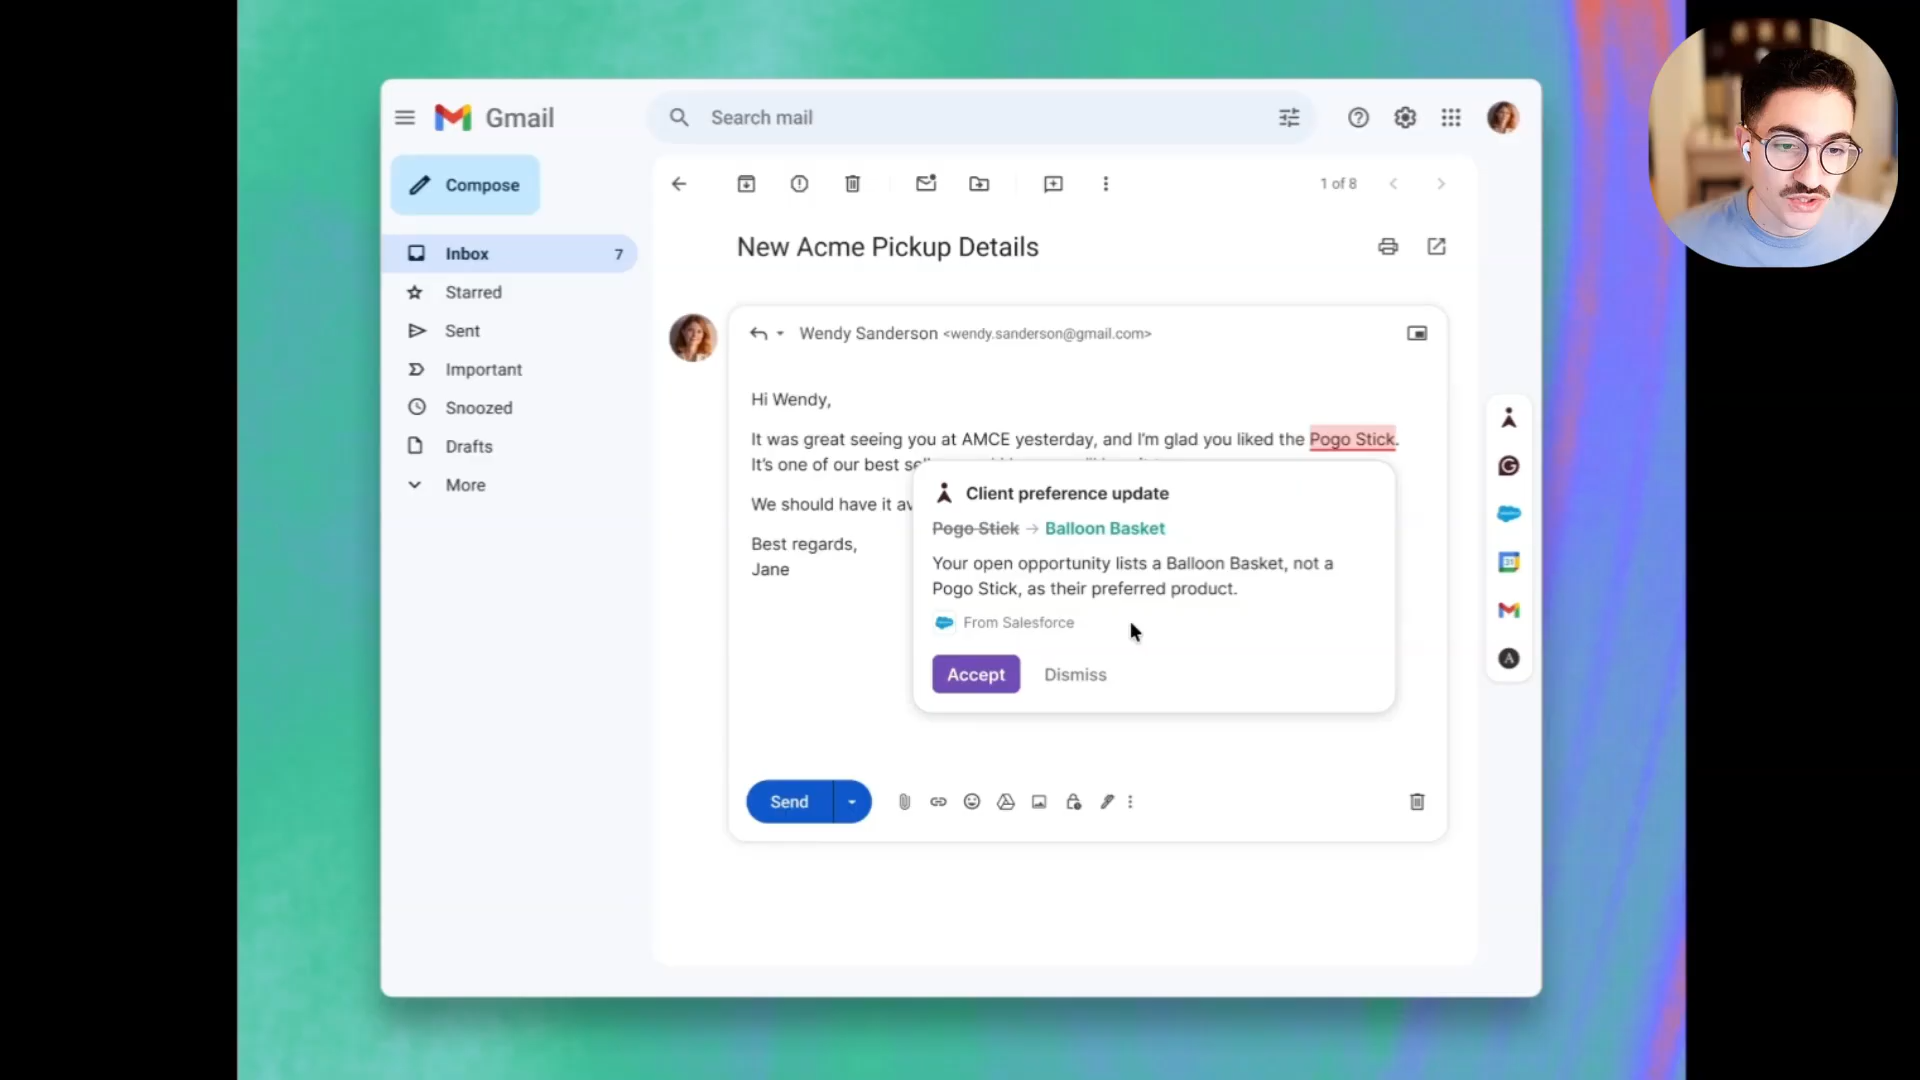 Gmail
Search mail
Compose
1 of 8
Inbox 7
Starred
Sent
Important
Snoozed
Drafts
More
New Acme Pickup Details
Wendy Sanderson <wendy.sanderson@gmail.com>
Hi Wendy,
It was great seeing you at AMCE yesterday, and I'm glad you liked the Pogo Stick.
It's one of our best
We should have it
Best regards,
Jane
Client preference update
Pogo Stick → Balloon Basket
Your open opportunity lists a Balloon Basket, not a
Pogo Stick, as their preferred product.
From Salesforce
Accept Dismiss
Send
31
A